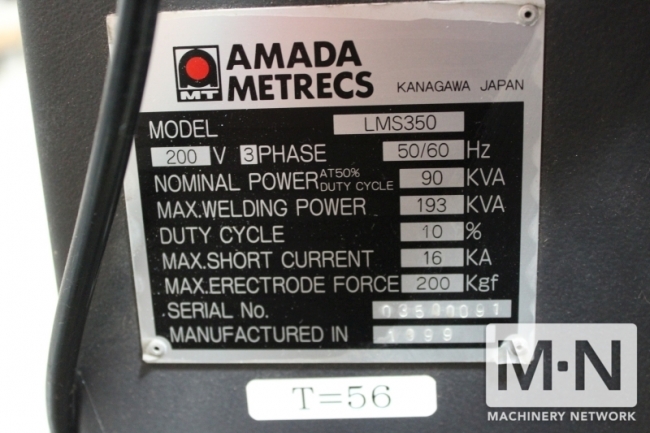 AMADA
METRECS KANAGAWA JAPAN
MT
MODEL LMS350
200 V 3 PHASE 50/60 Hz
NOMINAL POWER AT50% DUTY CYCLE 90 KVA
MAX.WELDING POWER 193 KVA
DUTY CYCLE 10 %
MAX.SHORT CURRENT 16 KA
MAX.ERECTRODE FORCE 200 Kgf
SERIAL No.
MANUFACTURED IN 1099
T=56
M·N
MACHINERY NETWORK